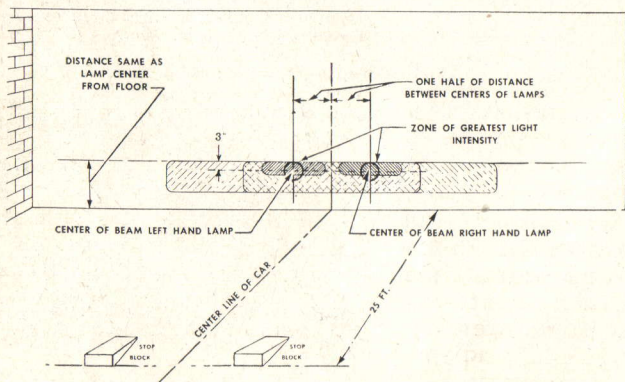 DISTANCE SAME AS
LAMP CENTER
FROM FLOOR
ONE HALF OF DISTANCE
BETWEEN CENTERS OF LAMPS
ZONE OF GREATEST LIGHT
INTENSITY
3"
CENTER OF BEAM LEFT HAND LAMP
CENTER OF BEAM RIGHT HAND LAMP
CENTER LINE OF CAR
25 FT.
STOP
BLOCK
STOP
BLOCK